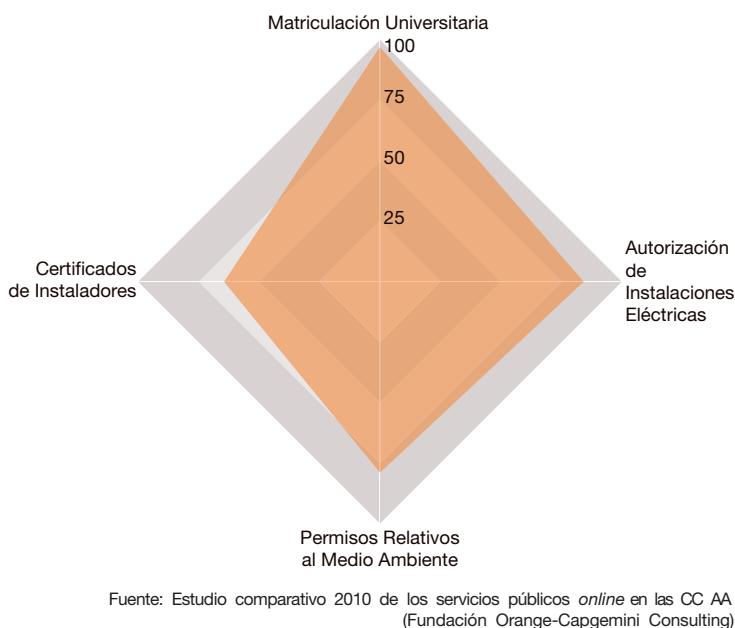 Matriculación Universitaria
100
75
50
25
Autorización
de
Instalaciones
Eléctricas
Certificados
de Instaladores
Permisos Relativos
al Medio Ambiente
Fuente: Estudio comparativo 2010 de los servicios públicos online en las CC AA
(Fundación Orange-Capgemini Consulting)